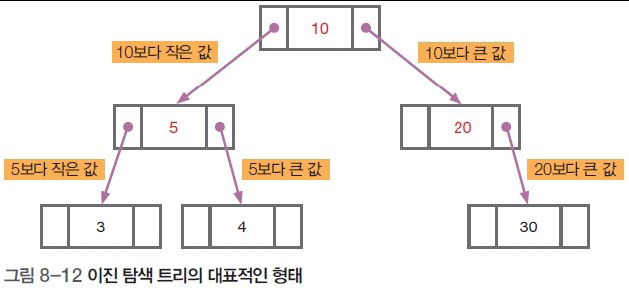 10
10보다 작은 값
10보다 큰 값
5
20
5보다 작은 값
5보다 큰 값
20보다 큰 값
3
4
30
그림 8-12 이진 탐색 트리의 대표적인 형태